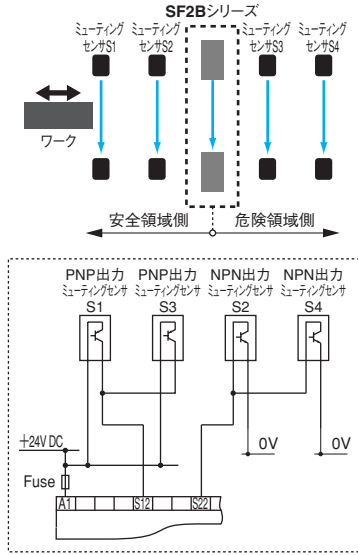 SF2Bシリーズ
ミューティング ミューティング ミューティング ミューティング
センサS1 センサS2 センサS3 センサS4
ワーク
安全領域側 危険領域側
PNP出力 PNP出力 NPN出力 NPN出力
ミューティングセンサ ミューティングセンサ ミューティングセンサ ミューティングセンサ
S1 S3 S2 S4
+24V DC
0V 0V
Fuse
A1 S12 S22